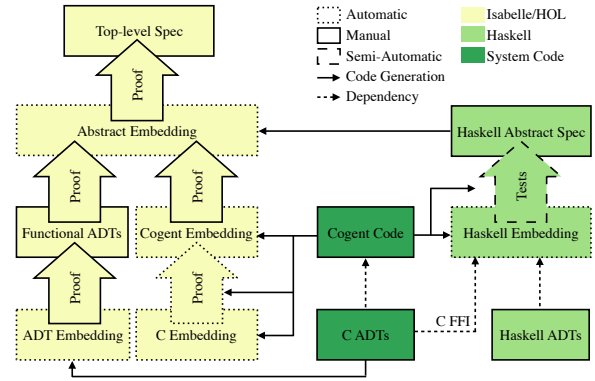 Top-level Spec
Automatic
Manual
Semi-Automatic
Code Generation
Dependency
Isabelle/HOL
Haskell
System Code
Proof
Abstract Embedding
Haskell Abstract Spec
Proof
Proof
Tests
Functional ADTs
Cogent Embedding
Cogent Code
Haskell Embedding
Proof
Proof
C FFI
ADT Embedding
C Embedding
C ADTs
Haskell ADTs